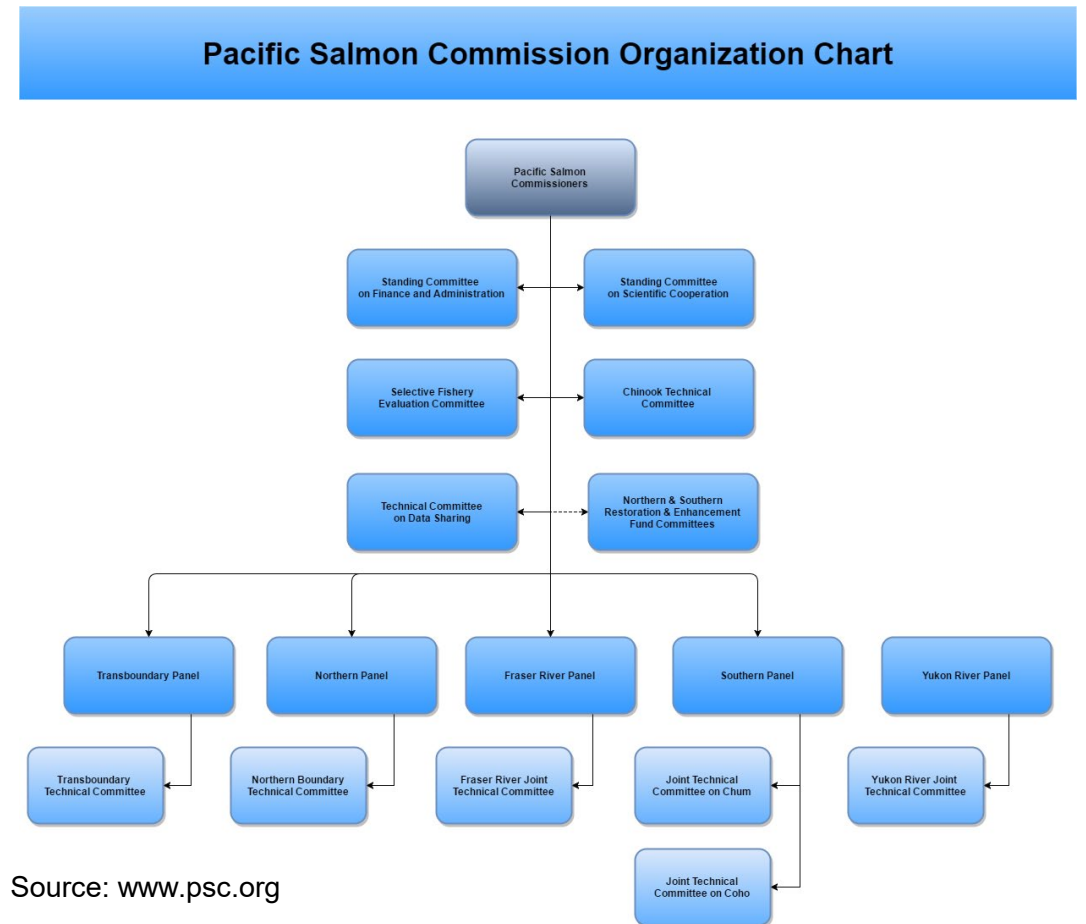 Pacific Salmon Commission Organization Chart
Pacific Salmon
Commissioners
Standing Committee
on Finance and Administration
Standing Committee
on Scientific Cooperation
Selective Fishery
Evaluation Committee
Chinook Technical
Committee
Technical Committee
on Data Sharing
Northern & Southern
Restoration & Enhancement
Fund Committees
Transboundary Panel
Northern Panel
Fraser River Panel
Southern Panel
Yukon River Panel
Transboundary
Technical Committee
Northern Boundary
Technical Committee
Fraser River Joint
Technical Committee
Joint Technical
Committee on Chum
Yukon River Joint
Technical Committee
Joint Technical
Committee on Coho
Source: www.psc.org